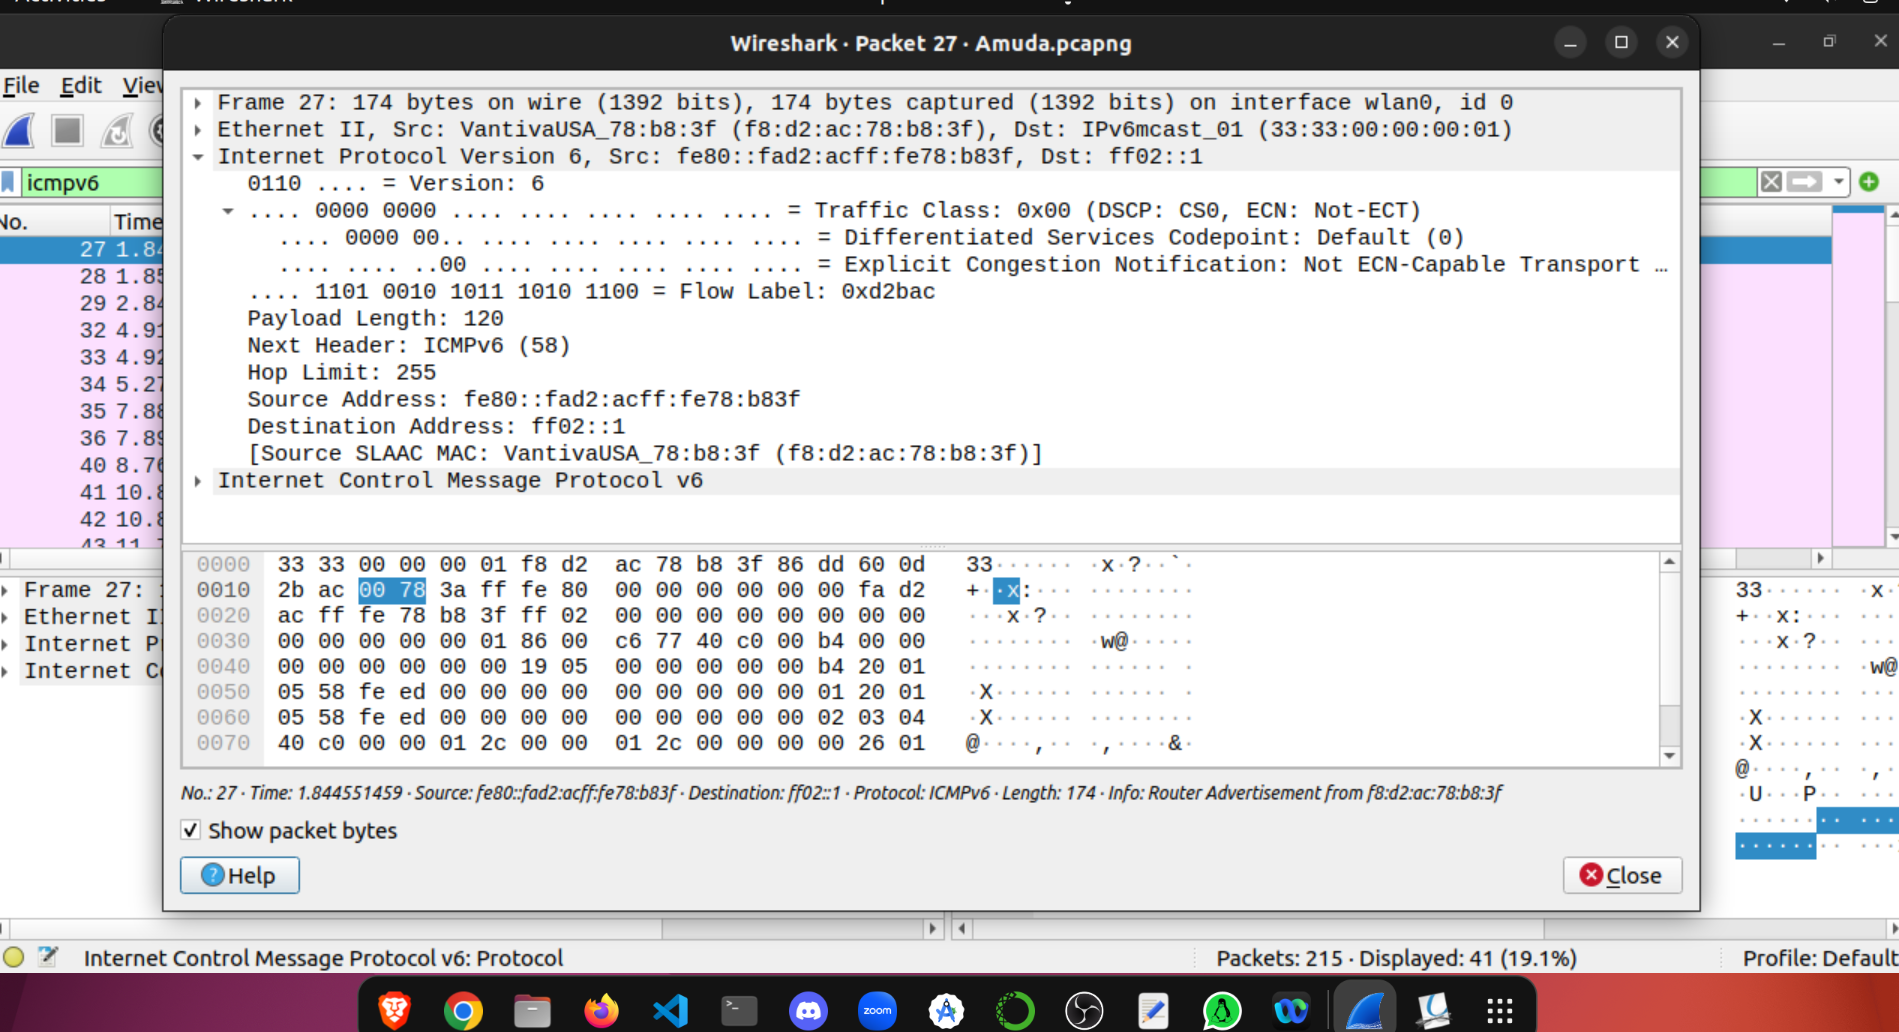 Wireshark · Packet 27 · Amuda.pcapng
File Edit View
icmpv6
No. Time
27 1.84
28 1.85
29 2.84
32 4.91
33 4.92
34 5.27
35 7.88
36 7.89
40 8.76
41 10.8
42 10.8
43 11.7
Frame 27: 174 bytes on wire (1392 bits), 174 bytes captured (1392 bits) on interface wlan0, id 0
Ethernet II, Src: VantivaUSA_78:b8:3f (f8:d2:ac:78:b8:3f), Dst: IPv6mcast_01 (33:33:00:00:00:01)
Internet Protocol Version 6, Src: fe80::fad2:acff:fe78:b83f, Dst: ff02::1
0110 .... = Version: 6
.... 0000 0000 .... .... .... .... .... = Traffic Class: 0x00 (DSCP: CS0, ECN: Not-ECT)
.... 0000 00.. .... .... .... .... .... = Differentiated Services Codepoint: Default (0)
.... .... ..00 .... .... .... .... .... = Explicit Congestion Notification: Not ECN-Capable Transport …
.... 1101 0010 1011 1010 1100 = Flow Label: 0xd2bac
Payload Length: 120
Next Header: ICMPv6 (58)
Hop Limit: 255
Source Address: fe80::fad2:acff:fe78:b83f
Destination Address: ff02::1
[Source SLAAC MAC: VantivaUSA_78:b8:3f (f8:d2:ac:78:b8:3f)]
Internet Control Message Protocol v6
0000 33 33 00 00 00 01 f8 d2 ac 78 b8 3f 86 dd 60 0d 33······ ·x·?··`·
0010 2b ac 00 78 3a ff fe 80 00 00 00 00 00 00 fa d2 +··x:··· ········
0020 ac ff fe 78 b8 3f ff 02 00 00 00 00 00 00 00 00 ···x·?·· ········
0030 00 00 00 00 00 01 86 00 c6 77 40 c0 00 b4 00 00 ········ ·w@·····
0040 00 00 00 00 00 00 19 05 00 00 00 00 00 b4 20 01 ········ ······ ·
0050 05 58 fe ed 00 00 00 00 00 00 00 00 00 01 20 01 ·X······ ······ ·
0060 05 58 fe ed 00 00 00 00 00 00 00 00 00 02 03 04 ·X······ ········
0070 40 c0 00 00 01 2c 00 00 01 2c 00 00 00 00 26 01 @····,·· ·,····&·
Frame 27:
Ethernet I
Internet P
Internet C
33······ ·x·
+··x:···
···x·?··
········ ·w@
·X······
·X······
@····,·· ·,·
·U··P··
No.: 27 · Time: 1.844551459 · Source: fe80::fad2:acff:fe78:b83f · Destination: ff02::1 · Protocol: ICMPv6 · Length: 174 · Info: Router Advertisement from f8:d2:ac:78:b8:3f
Show packet bytes
Help
Close
Internet Control Message Protocol v6: Protocol
Packets: 215 · Displayed: 41 (19.1%)
Profile: Default
zoom